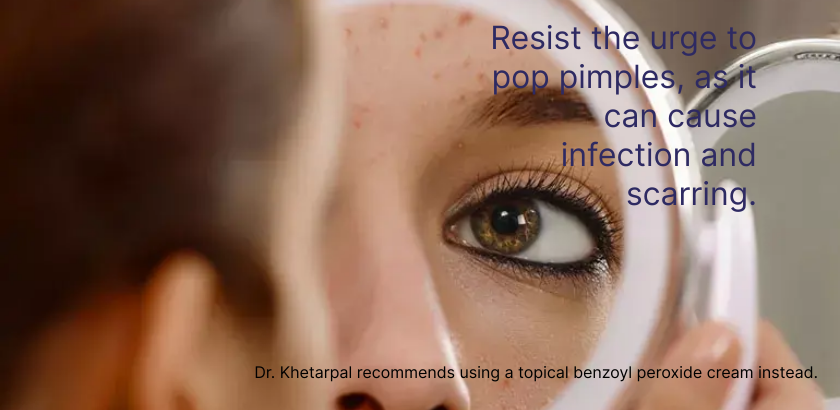 Resist the urge to
pop pimples, as it
can cause
infection and
scarring.
Dr. Khetarpal recommends using a topical benzoyl peroxide cream instead.